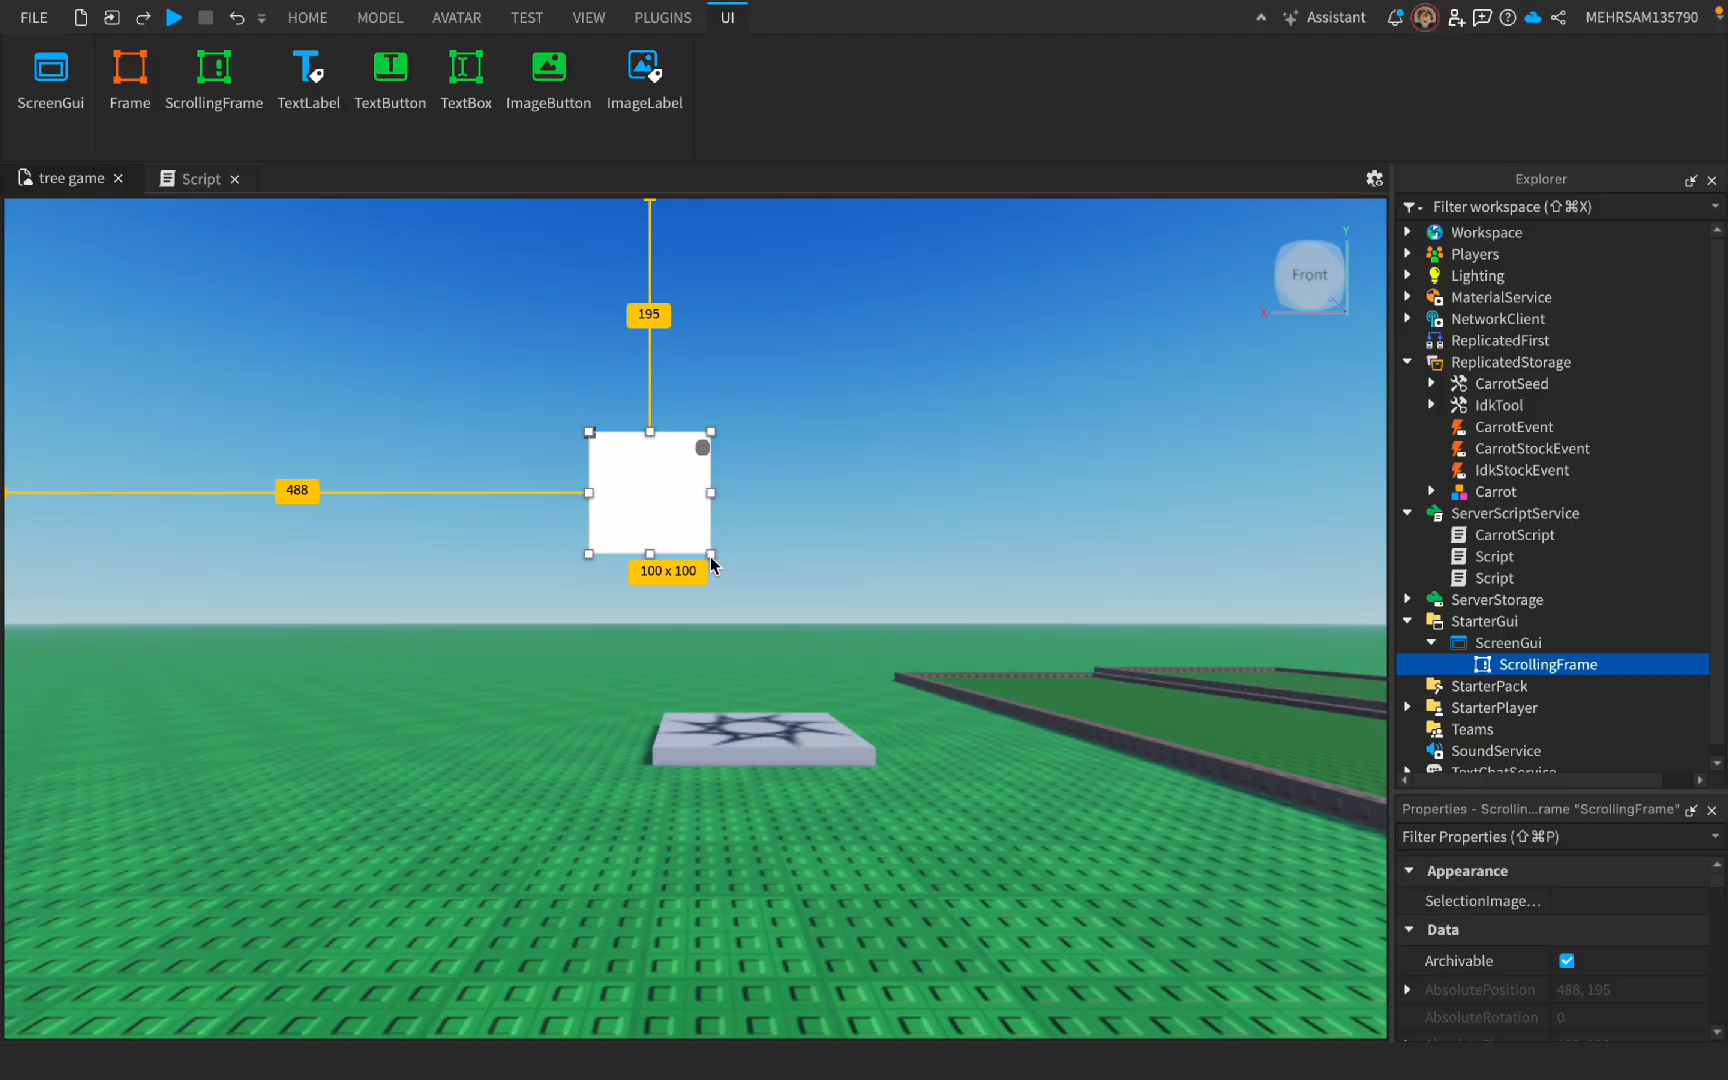 FILE HOME MODEL AVATAR TEST VIEW PLUGINS UI Assistant MEHRSAM135790
ScreenGui Frame ScrollingFrame TextLabel TextButton TextBox ImageButton ImageLabel
tree game Script
Explorer
Filter workspace (⇧⌘X)
Workspace
Players
Lighting
MaterialService
NetworkClient
ReplicatedFirst
ReplicatedStorage
CarrotSeed
IdkTool
CarrotEvent
CarrotStockEvent
IdkStockEvent
Carrot
ServerScriptService
CarrotScript
Script
Script
ServerStorage
StarterGui
ScreenGui
ScrollingFrame
StarterPack
StarterPlayer
Teams
SoundService
TextChatService
Y
Front
X
195
488
100 x 100
Properties - Scrollin...rame "ScrollingFrame"
Filter Properties (⇧⌘P)
Appearance
SelectionImage...
Data
Archivable
AbsolutePosition 488, 195
AbsoluteRotation 0